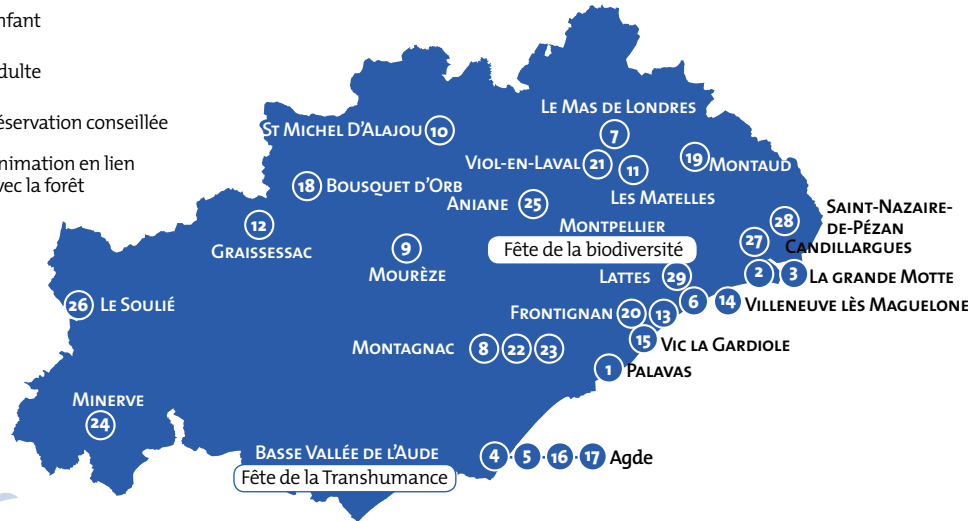 nfant
dulte
éservation conseillée
nimation en lien
vec la forêt
Le Mas de Londres
7
St Michel d'Alajou 10
Viol-en-Laval 21
11
19 Montaud
Les Matelles
18 Bousquet d'Orb
Aniane 25
12
Graissessac
9
Mourèze
Montpellier
Fête de la biodiversité
28
Saint-Nazaire-
de-Pézan
27
Candillargues
Lattes
29
2
3 La grande Motte
26 Le Soulié
6
14 Villeneuve lès Maguelone
Frontignan 20 13
15 Vic la Gardiole
Montagnac 8 22 23
1 Palavas
Minerve
24
Basse Vallée de l'Aude
Fête de la Transhumance
4 · 5 · 16 · 17 Agde